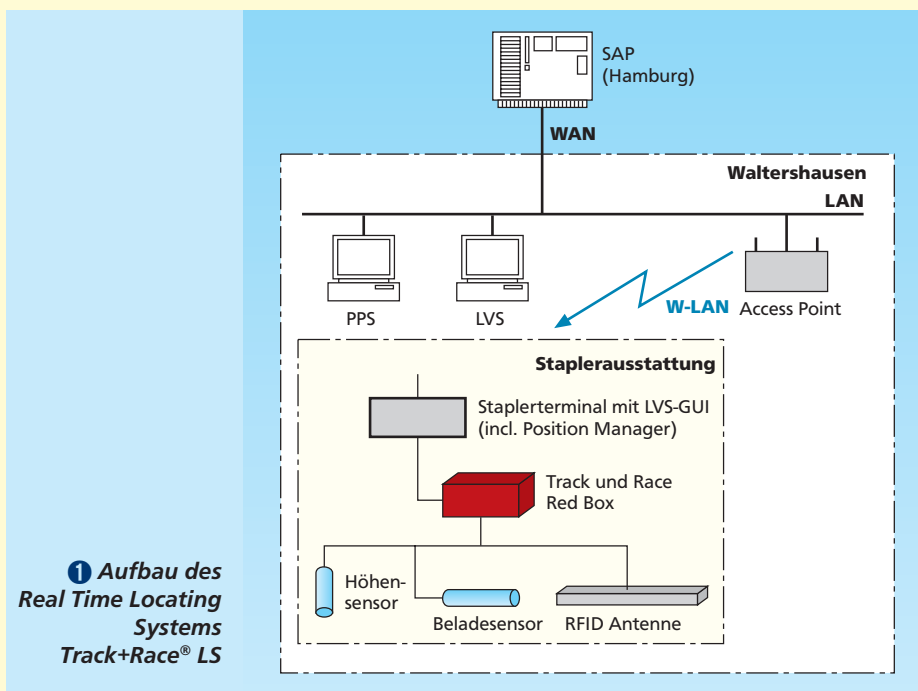 SAP
(Hamburg)
WAN
Waltershausen
LAN
PPS
LVS
W-LAN
Access Point
Staplerausstattung
Staplerterminal mit LVS-GUI
(incl. Position Manager)
Track und Race
Red Box
Höhen-
sensor
Beladesensor
RFID Antenne
1 Aufbau des
Real Time Locating
Systems
Track+Race® LS